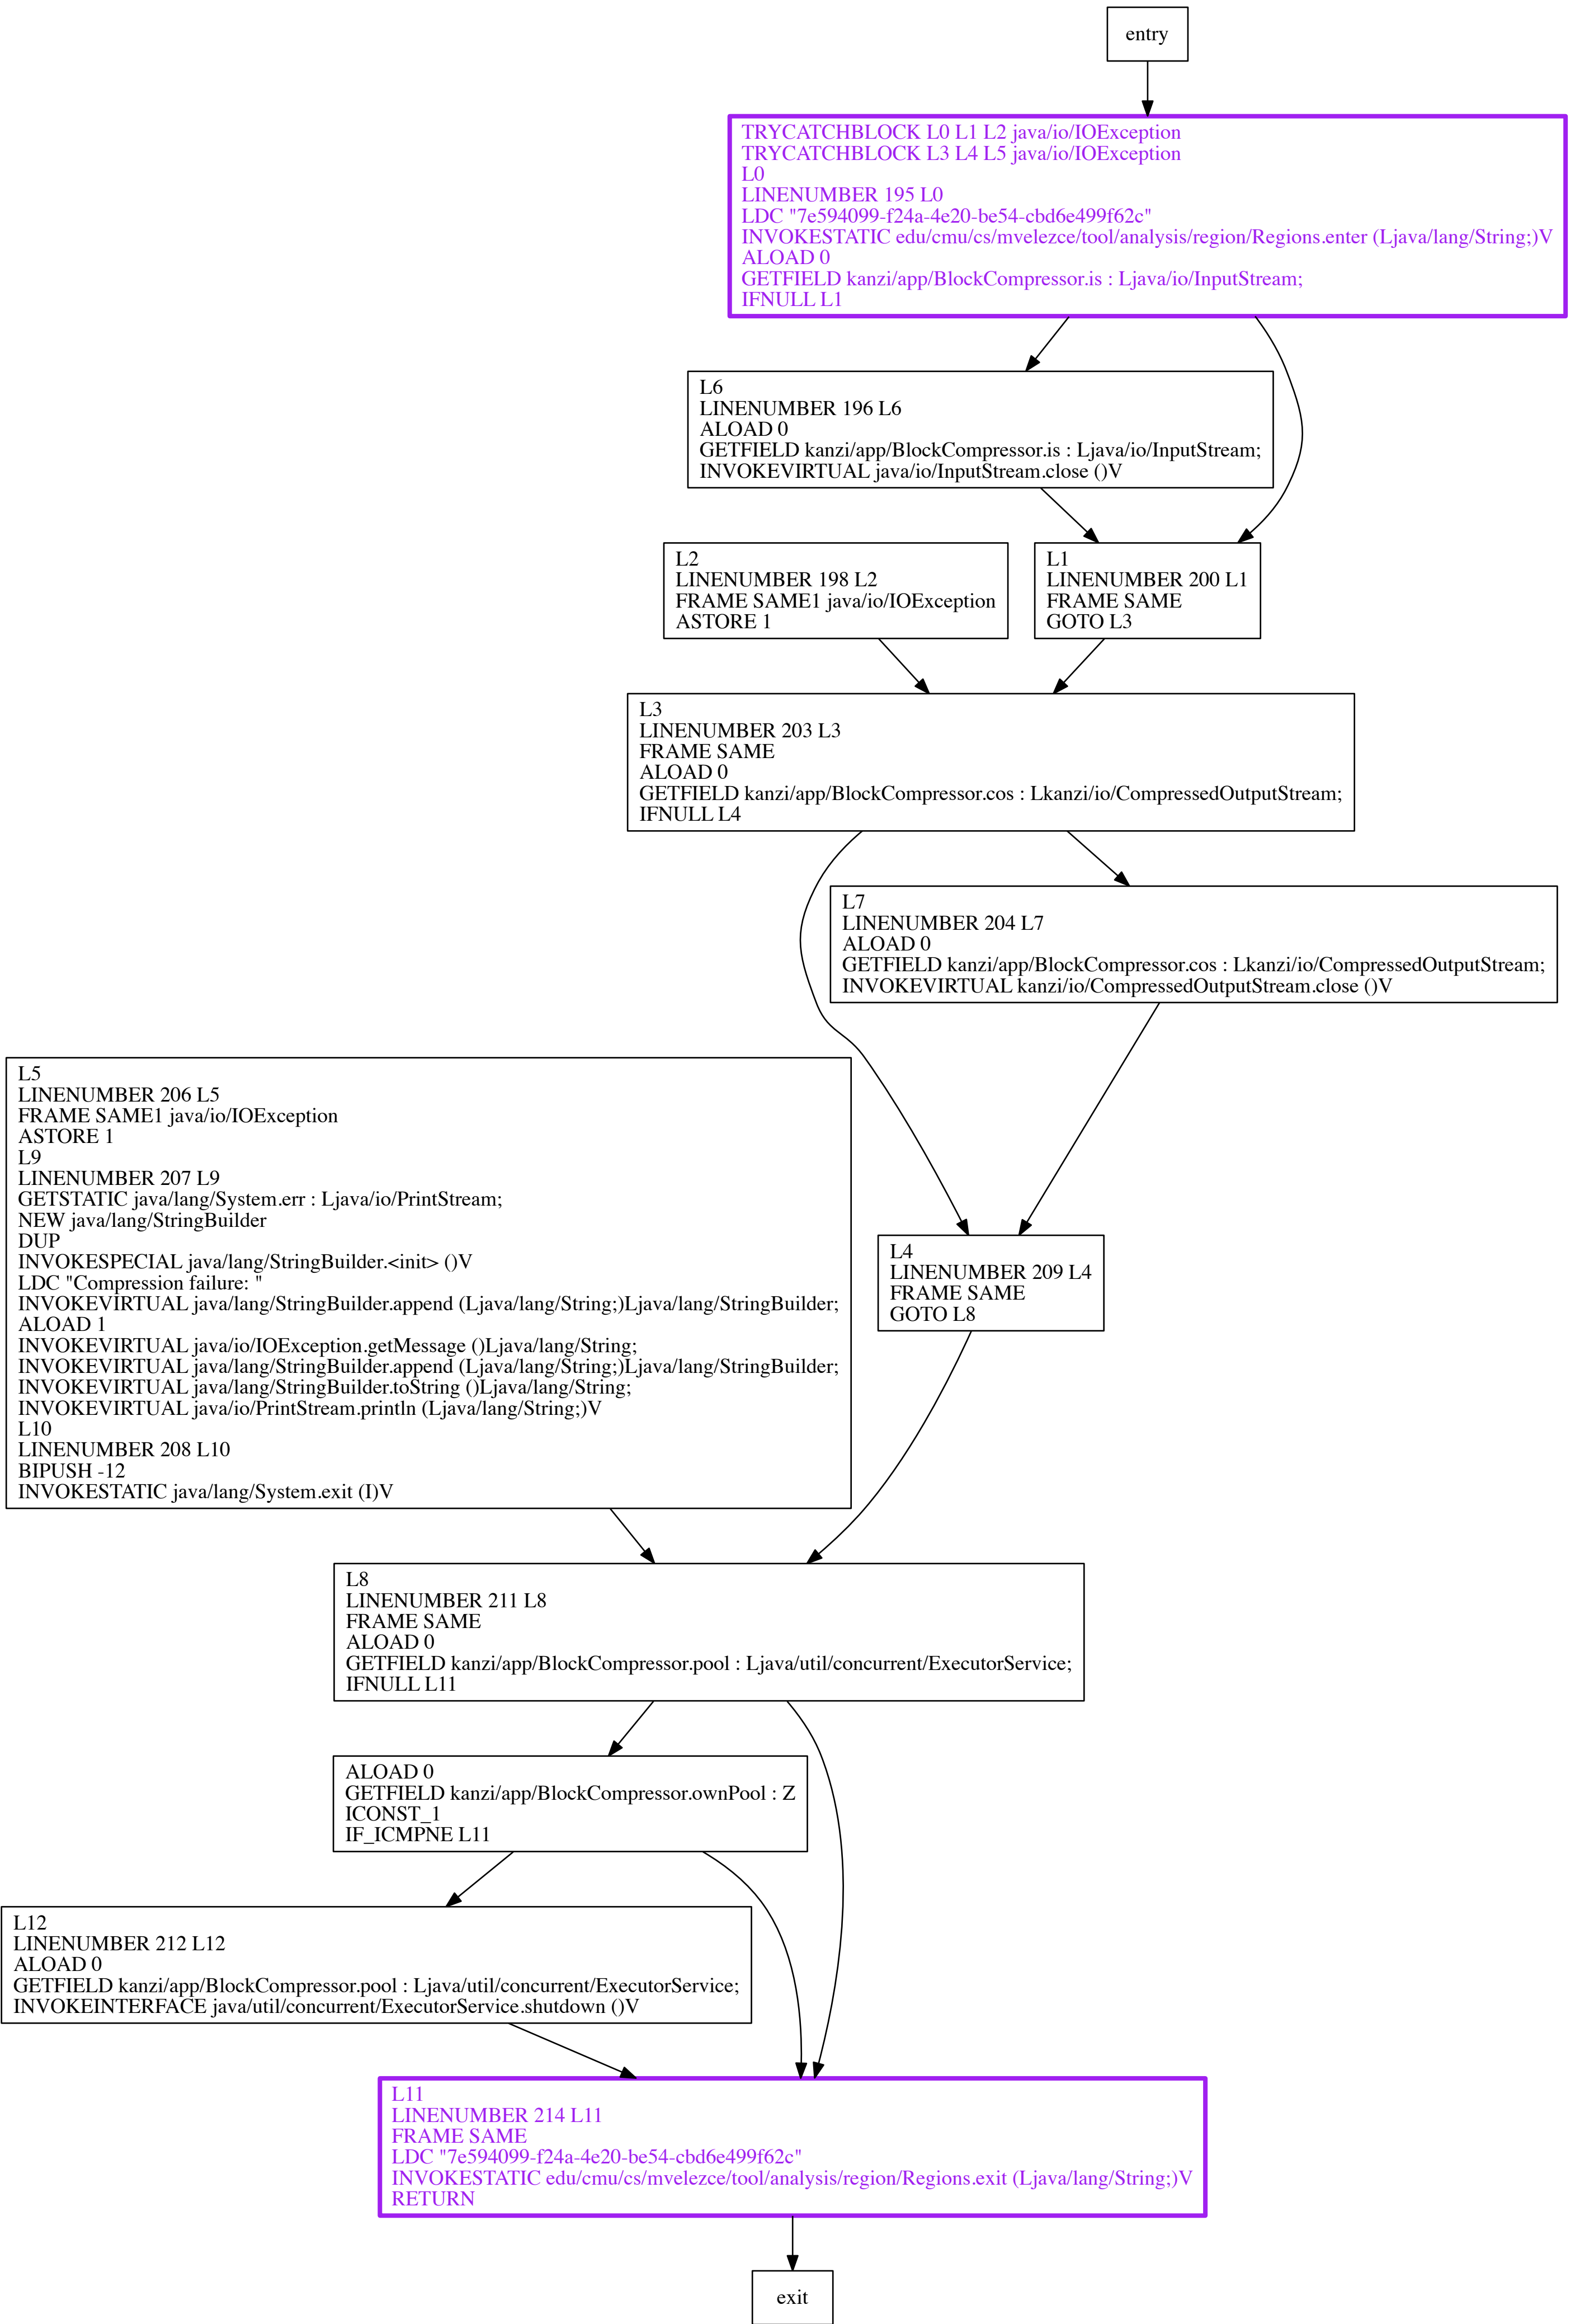 entry
TRYCATCHBLOCK L0 L1 L2 java/io/IOException
TRYCATCHBLOCK L3 L4 L5 java/io/IOException
L0
LINENUMBER 195 L0
LDC "7e594099-f24a-4e20-be54-cbd6e499f62c"
INVOKESTATIC edu/cmu/cs/mvelezce/tool/analysis/region/Regions.enter (Ljava/lang/String;)V
ALOAD 0
GETFIELD kanzi/app/BlockCompressor.is : Ljava/io/InputStream;
IFNULL L1
L6
LINENUMBER 196 L6
ALOAD 0
GETFIELD kanzi/app/BlockCompressor.is : Ljava/io/InputStream;
INVOKEVIRTUAL java/io/InputStream.close ()V
L2
LINENUMBER 198 L2
FRAME SAME1 java/io/IOException
ASTORE 1
L1
LINENUMBER 200 L1
FRAME SAME
GOTO L3
L3
LINENUMBER 203 L3
FRAME SAME
ALOAD 0
GETFIELD kanzi/app/BlockCompressor.cos : Lkanzi/io/CompressedOutputStream;
IFNULL L4
L7
LINENUMBER 204 L7
ALOAD 0
GETFIELD kanzi/app/BlockCompressor.cos : Lkanzi/io/CompressedOutputStream;
INVOKEVIRTUAL kanzi/io/CompressedOutputStream.close ()V
L5
LINENUMBER 206 L5
FRAME SAME1 java/io/IOException
ASTORE 1
L9
LINENUMBER 207 L9
GETSTATIC java/lang/System.err : Ljava/io/PrintStream;
NEW java/lang/StringBuilder
DUP
INVOKESPECIAL java/lang/StringBuilder.<init> ()V
LDC "Compression failure: "
INVOKEVIRTUAL java/lang/StringBuilder.append (Ljava/lang/String;)Ljava/lang/StringBuilder;
ALOAD 1
INVOKEVIRTUAL java/io/IOException.getMessage ()Ljava/lang/String;
INVOKEVIRTUAL java/lang/StringBuilder.append (Ljava/lang/String;)Ljava/lang/StringBuilder;
INVOKEVIRTUAL java/lang/StringBuilder.toString ()Ljava/lang/String;
INVOKEVIRTUAL java/io/PrintStream.println (Ljava/lang/String;)V
L10
LINENUMBER 208 L10
BIPUSH -12
INVOKESTATIC java/lang/System.exit (I)V
L4
LINENUMBER 209 L4
FRAME SAME
GOTO L8
L8
LINENUMBER 211 L8
FRAME SAME
ALOAD 0
GETFIELD kanzi/app/BlockCompressor.pool : Ljava/util/concurrent/ExecutorService;
IFNULL L11
ALOAD 0
GETFIELD kanzi/app/BlockCompressor.ownPool : Z
ICONST_1
IF_ICMPNE L11
L12
LINENUMBER 212 L12
ALOAD 0
GETFIELD kanzi/app/BlockCompressor.pool : Ljava/util/concurrent/ExecutorService;
INVOKEINTERFACE java/util/concurrent/ExecutorService.shutdown ()V
L11
LINENUMBER 214 L11
FRAME SAME
LDC "7e594099-f24a-4e20-be54-cbd6e499f62c"
INVOKESTATIC edu/cmu/cs/mvelezce/tool/analysis/region/Regions.exit (Ljava/lang/String;)V
RETURN
exit